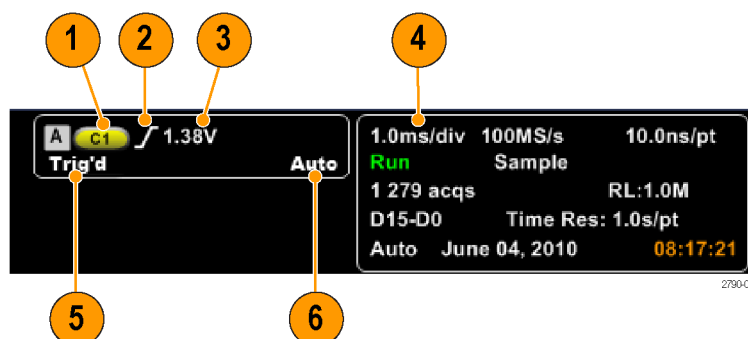 1 2 3 4
A C1 1.38V
Trig'd Auto
1.0ms/div 100MS/s 10.0ns/pt
Run Sample
1 279 acqs RL:1.0M
D15-D0 Time Res: 1.0s/pt
Auto June 04, 2010 08:17:21
5 6